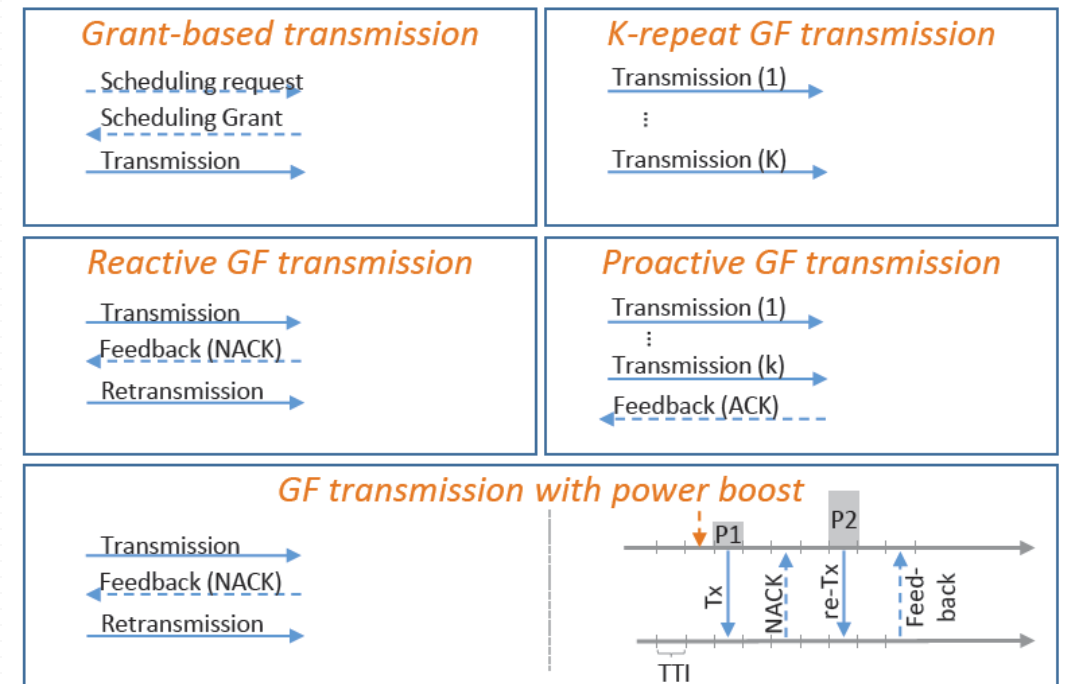 Grant-based transmission
Scheduling request
Scheduling Grant
Transmission
K-repeat GF transmission
Transmission (1)
...
Transmission (K)
Reactive GF transmission
Transmission
Feedback (NACK)
Retransmission
Proactive GF transmission
Transmission (1)
...
Transmission (k)
Feedback (ACK)
GF transmission with power boost
Transmission
Feedback (NACK)
Retransmission
P1
P2
Tx
NACK
re-Tx
Feed-
back
TTI